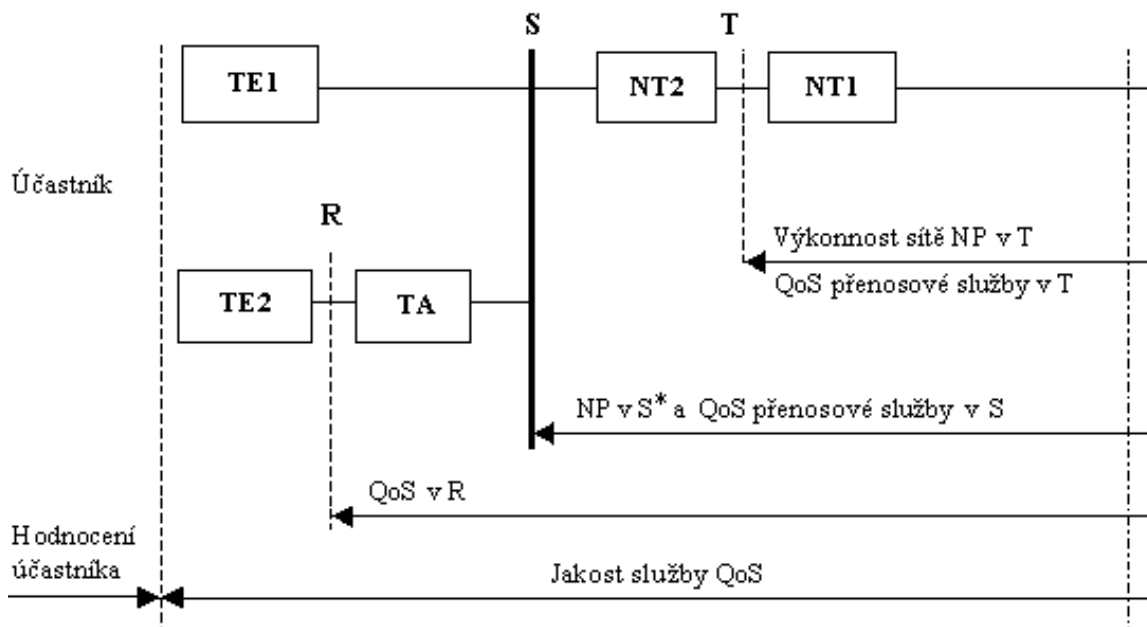 S
T
TE1
NT2
NT1
Účastník
R
Výkonnost sítě NP v T
QoS přenosové služby v T
TE2
TA
NP v S* a QoS přenosové služby v S
QoS v R
Hodnocení
účastníka
Jakost služby QoS